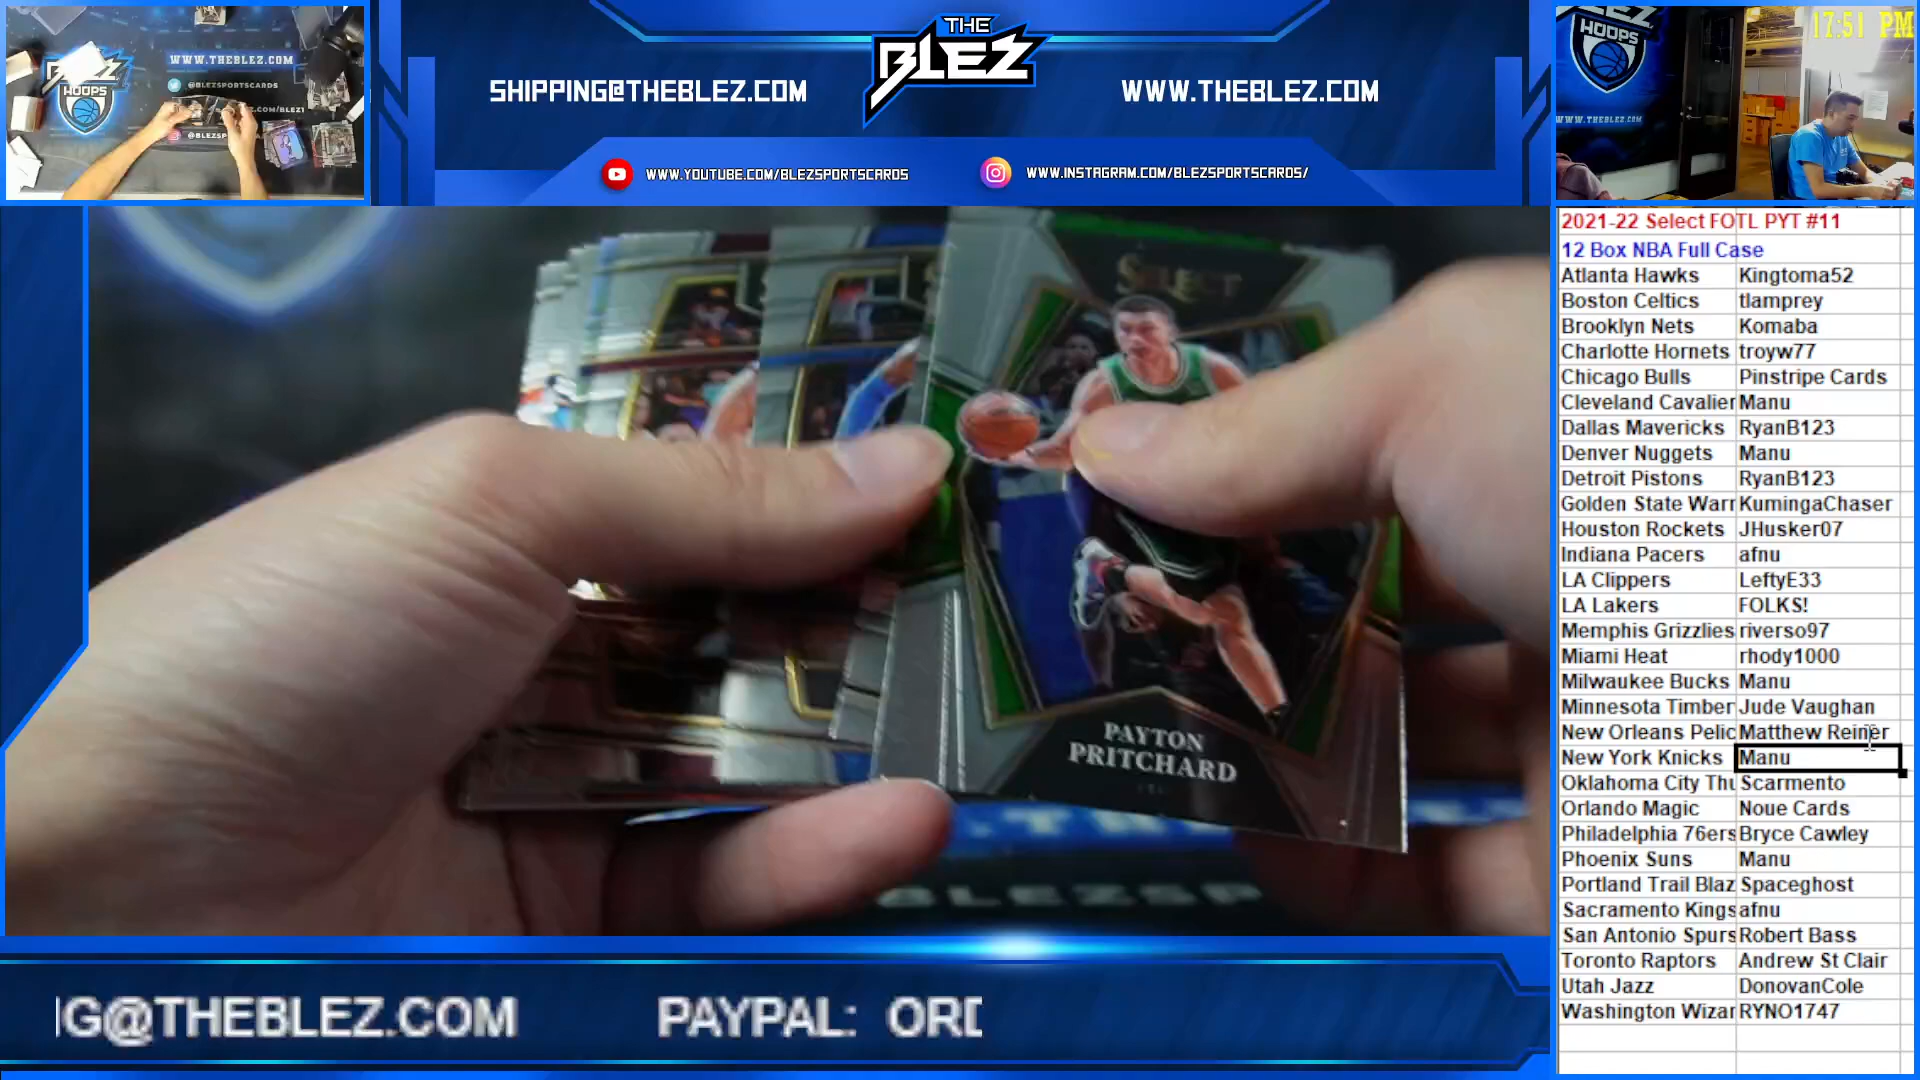 WWW.THEBLEZ.COM
@BLEZSPORTSCARDS
HOOPS
THE
BLEZ
SHIPPING@THEBLEZ.COM
WWW.THEBLEZ.COM
WWW.YOUTUBE.COM/BLEZSPORTSCARDS
WWW.INSTAGRAM.COM/BLEZSPORTSCARDS/
HOOPS
WWW.THEBLEZ.COM
17:51 PM
SELECT
PAYTON
PRITCHARD
BLEZSP
2021-22 Select FOTL PYT #11
12 Box NBA Full Case
Atlanta Hawks Kingtoma52
Boston Celtics tlamprey
Brooklyn Nets Komaba
Charlotte Hornets troyw77
Chicago Bulls Pinstripe Cards
Cleveland Cavalier Manu
Dallas Mavericks RyanB123
Denver Nuggets Manu
Detroit Pistons RyanB123
Golden State Warr KumingaChaser
Houston Rockets JHusker07
Indiana Pacers afnu
LA Clippers LeftyE33
LA Lakers FOLKS!
Memphis Grizzlies riverso97
Miami Heat rhody1000
Milwaukee Bucks Manu
Minnesota Timber Jude Vaughan
New Orleans Pelic Matthew Reiner
New York Knicks Manu
Oklahoma City Thu Scarmento
Orlando Magic Noue Cards
Philadelphia 76ers Bryce Cawley
Phoenix Suns Manu
Portland Trail Blaz Spaceghost
Sacramento Kings afnu
San Antonio Spurs Robert Bass
Toronto Raptors Andrew St Clair
Utah Jazz DonovanCole
Washington Wizar RYNO1747
IG@THEBLEZ.COM PAYPAL: ORD